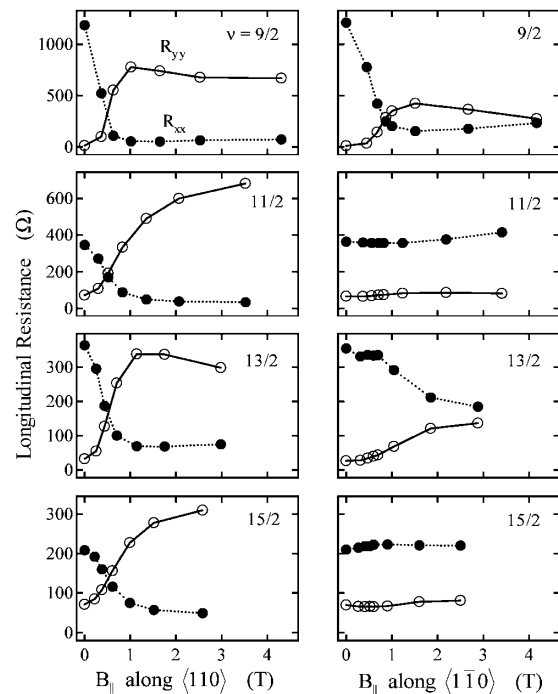 Longitudinal Resistance (Ω)
1000
500
0
ν = 9/2
R_yy
R_xx
9/2
600
400
200
0
11/2
11/2
300
200
100
0
13/2
13/2
300
200
100
0
15/2
15/2
0 1 2 3 4
0 1 2 3 4
B_∥ along ⟨110⟩ (T)
B_∥ along ⟨11̅0⟩ (T)